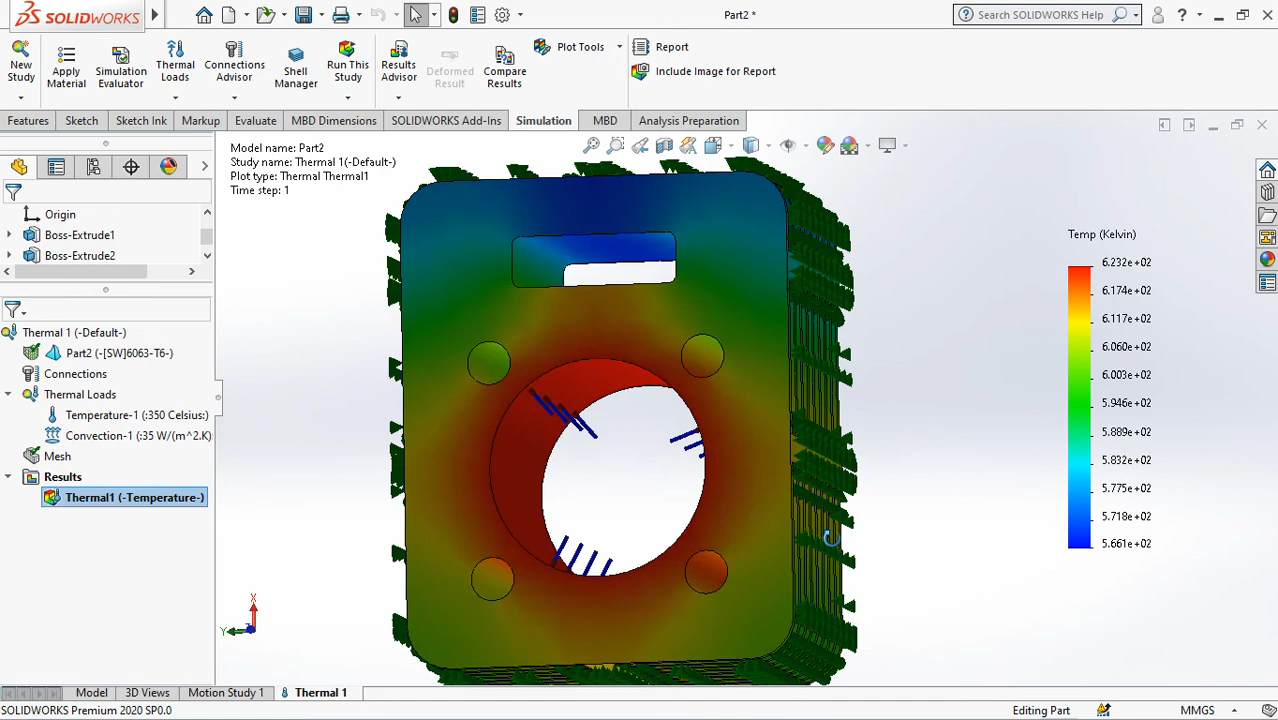 SOLIDWORKS
Part2 *
Search SOLIDWORKS Help
New
Study
Apply
Material
Simulation
Evaluator
Thermal
Loads
Connections
Advisor
Shell
Manager
Run This
Study
Results
Advisor
Deformed
Result
Compare
Results
Plot Tools
Report
Include Image for Report
Features
Sketch
Sketch Ink
Markup
Evaluate
MBD Dimensions
SOLIDWORKS Add-Ins
Simulation
MBD
Analysis Preparation
Model name: Part2
Study name: Thermal 1(-Default-)
Plot type: Thermal Thermal1
Time step: 1
Origin
Boss-Extrude1
Boss-Extrude2
Thermal 1 (-Default-)
Part2 (-[SW]6063-T6-)
Connections
Thermal Loads
Temperature-1 (:350 Celsius:)
Convection-1 (:35 W/(m^2.K)
Mesh
Results
Thermal1 (-Temperature-)
Temp (Kelvin)
6.232e+02
6.174e+02
6.117e+02
6.060e+02
6.003e+02
5.946e+02
5.889e+02
5.832e+02
5.775e+02
5.718e+02
5.661e+02
X
Y
Z
Model
3D Views
Motion Study 1
Thermal 1
SOLIDWORKS Premium 2020 SP0.0
Editing Part
MMGS